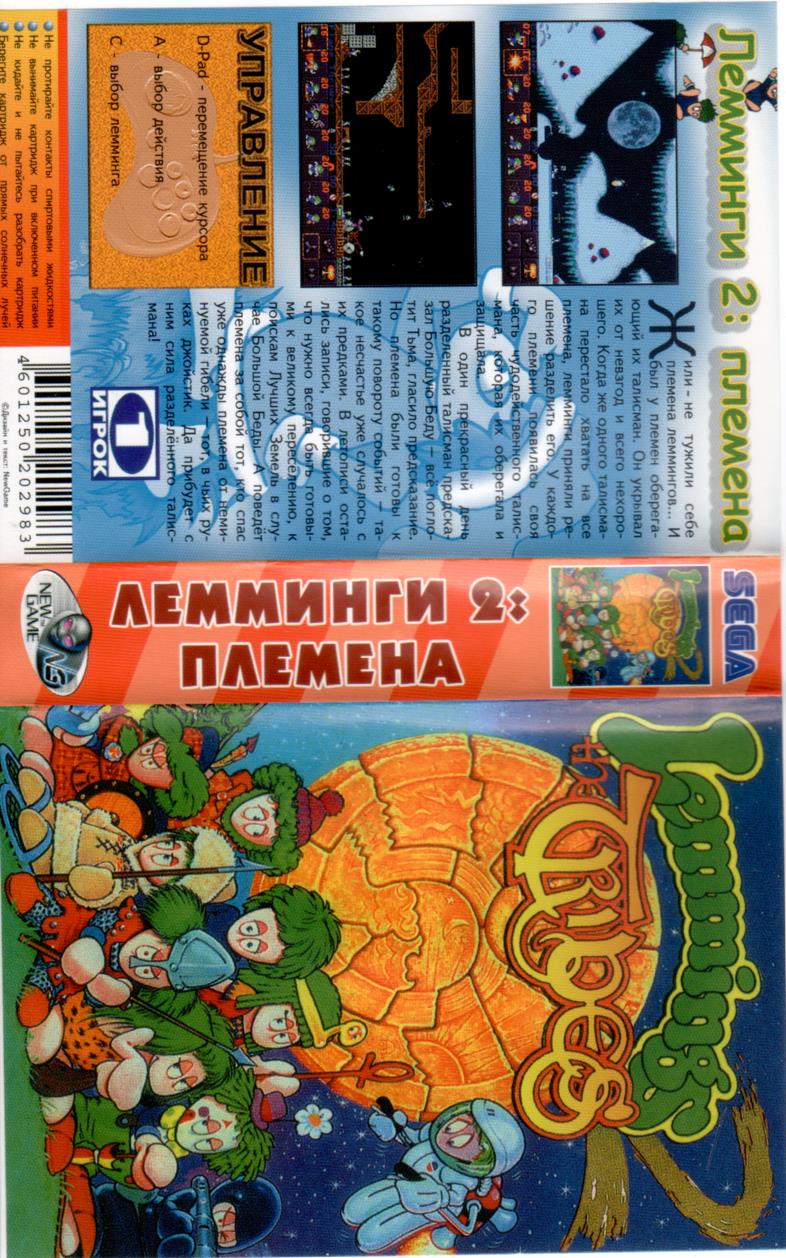 Лемминги 2: племена
Жили - не тужили себе
племена леммингов... И
был у племен оберега-
ющий их талисман. Он укрывал
их от невзгод и всего нехоро-
шего. Когда же одного талисма-
на перестало хватать на все
племена, лемминги приняли ре-
шение разделить его. У каждо-
го племени появилась своя
часть чудодейственного талис-
мана, которая их оберегала и
защищала.
В один прекрасный день
разделенный талисман предска-
зал Большую Беду – всё погло-
тит Тьма, гласило предсказание.
Но племена были готовы к
такому повороту событий – та-
кое несчастье уже случалось с
их предками. В летописи оста-
лись записи, говорившие о том,
что нужно всегда быть готовы-
ми к великому переселению, к
поискам Лучших Земель в слу-
чае Большой Беды. А поведёт
племена за собой тот, кто спас
уже однажды племена от неми-
нуемой гибели – тот, в чьих ру-
ках джойстик. Да прибудет с
ним сила разделённого талис-
мана!
УПРАВЛЕНИЕ
D-Pad - перемещение курсора
A - выбор действия
C - выбор лемминга
1
ИГРОК
Не протирайте контакты спиртовыми жидкостями
Не вынимайте картридж при включенном питании
Не кидайте и не пытайтесь разобрать картридж
Берегите картридж от прямых солнечных лучей
4 601250 202983
©Дизайн и текст: NewGame
SEGA
Lemmings 2
the TRIBES
ЛЕММИНГИ 2:
ПЛЕМЕНА
NEW GAME
NG
Lemmings 2
the TRIBES